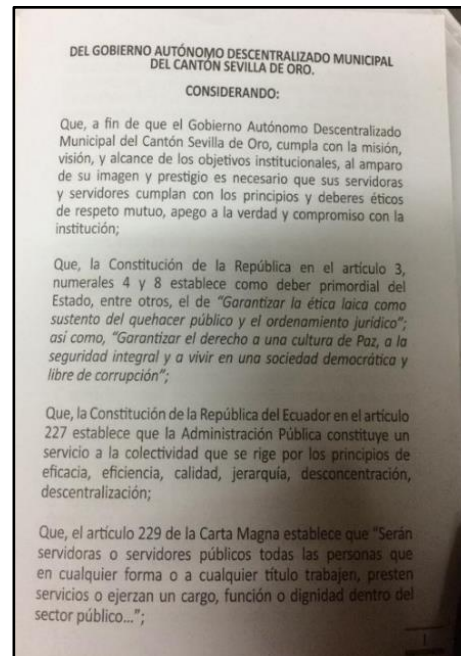 DEL GOBIERNO AUTÓNOMO DESCENTRALIZADO MUNICIPAL
DEL CANTÓN SEVILLA DE ORO.
CONSIDERANDO:
Que, a fin de que el Gobierno Autónomo Descentralizado
Municipal del Cantón Sevilla de Oro, cumpla con la misión,
visión, y alcance de los objetivos institucionales, al amparo
de su imagen y prestigio es necesario que sus servidoras
y servidores cumplan con los principios y deberes éticos
de respeto mutuo, apego a la verdad y compromiso con la
institución;
Que, la Constitución de la República en el artículo 3,
numerales 4 y 8 establece como deber primordial del
Estado, entre otros, el de "Garantizar la ética laica como
sustento del quehacer público y el ordenamiento jurídico";
así como, "Garantizar el derecho a una cultura de Paz, a la
seguridad integral y a vivir en una sociedad democrática y
libre de corrupción";
Que, la Constitución de la República del Ecuador en el artículo
227 establece que la Administración Pública constituye un
servicio a la colectividad que se rige por los principios de
eficacia, eficiencia, calidad, jerarquía, desconcentración,
descentralización;
Que, el artículo 229 de la Carta Magna establece que "Serán
servidoras o servidores públicos todas las personas que
en cualquier forma o a cualquier título trabajen, presten
servicios o ejerzan un cargo, función o dignidad dentro del
sector público...";
1